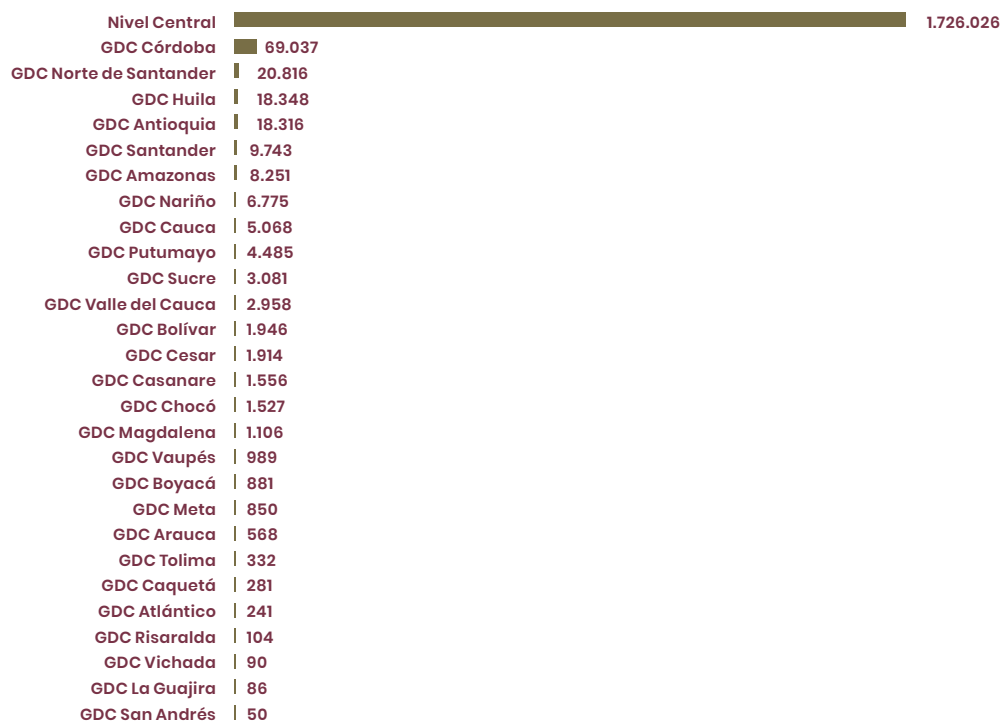 Nivel Central 1.726.026
GDC Córdoba 69.037
GDC Norte de Santander 20.816
GDC Huila 18.348
GDC Antioquia 18.316
GDC Santander 9.743
GDC Amazonas 8.251
GDC Nariño 6.775
GDC Cauca 5.068
GDC Putumayo 4.485
GDC Sucre 3.081
GDC Valle del Cauca 2.958
GDC Bolívar 1.946
GDC Cesar 1.914
GDC Casanare 1.556
GDC Chocó 1.527
GDC Magdalena 1.106
GDC Vaupés 989
GDC Boyacá 881
GDC Meta 850
GDC Arauca 568
GDC Tolima 332
GDC Caquetá 281
GDC Atlántico 241
GDC Risaralda 104
GDC Vichada 90
GDC La Guajira 86
GDC San Andrés 50